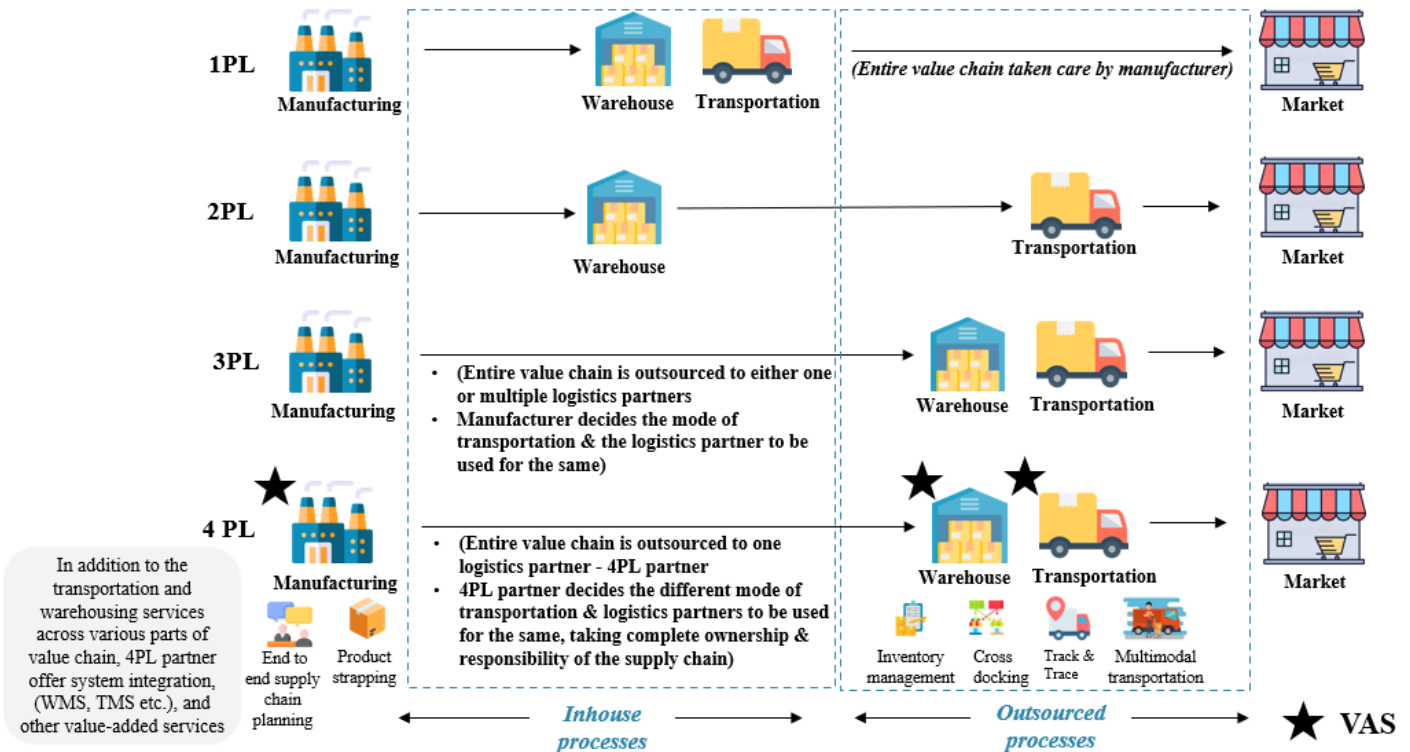 1PL
Manufacturing
Warehouse
Transportation
(Entire value chain taken care by manufacturer)
Market
2PL
Manufacturing
Warehouse
Transportation
Market
3PL
Manufacturing
• (Entire value chain is outsourced to either one
or multiple logistics partners
• Manufacturer decides the mode of
transportation & the logistics partner to be
used for the same)
Warehouse
Transportation
Market
4 PL
Manufacturing
• (Entire value chain is outsourced to one
logistics partner - 4PL partner
• 4PL partner decides the different mode of
transportation & logistics partners to be used
for the same, taking complete ownership &
responsibility of the supply chain)
Warehouse
Transportation
Market
In addition to the
transportation and
warehousing services
across various parts of
value chain, 4PL partner
offer system integration,
(WMS, TMS etc.), and
other value-added services
End to
end supply
chain
planning
Product
strapping
Inventory
management
Cross
docking
Track &
Trace
Multimodal
transportation
Inhouse
processes
Outsourced
processes
VAS